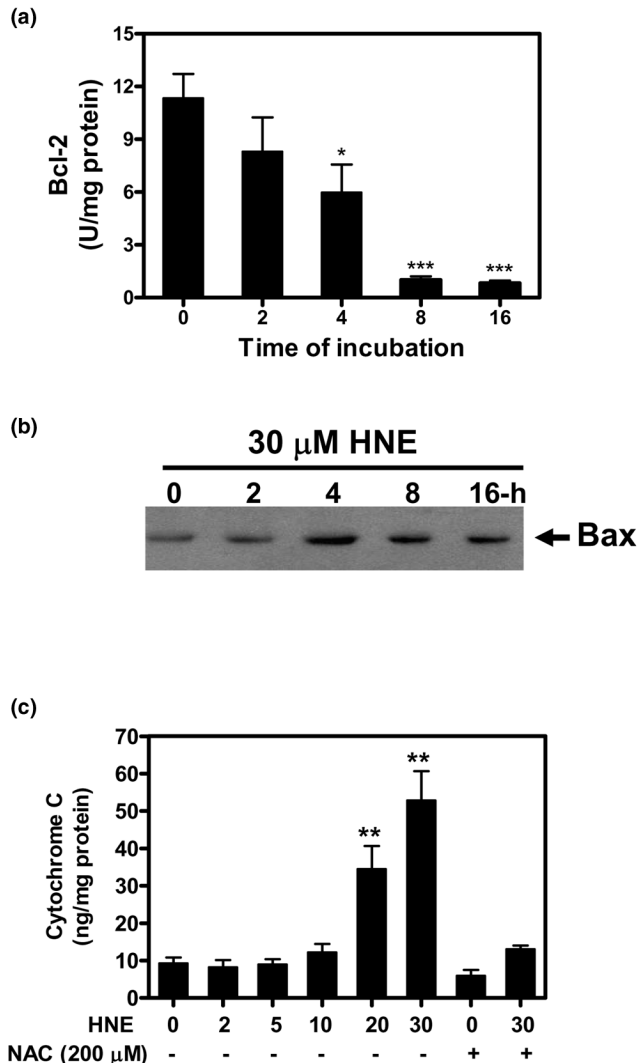 (a)
15
12
9
6
3
0
Bcl-2
(U/mg protein)
*
***
***
0 2 4 8 16
Time of incubation
(b)
30 μM HNE
0 2 4 8 16-h
Bax
(c)
70
60
50
40
30
20
10
0
Cytochrome C
(ng/mg protein)
**
**
HNE 0 2 5 10 20 30 0 30
NAC (200 μM) - - - - - - + +